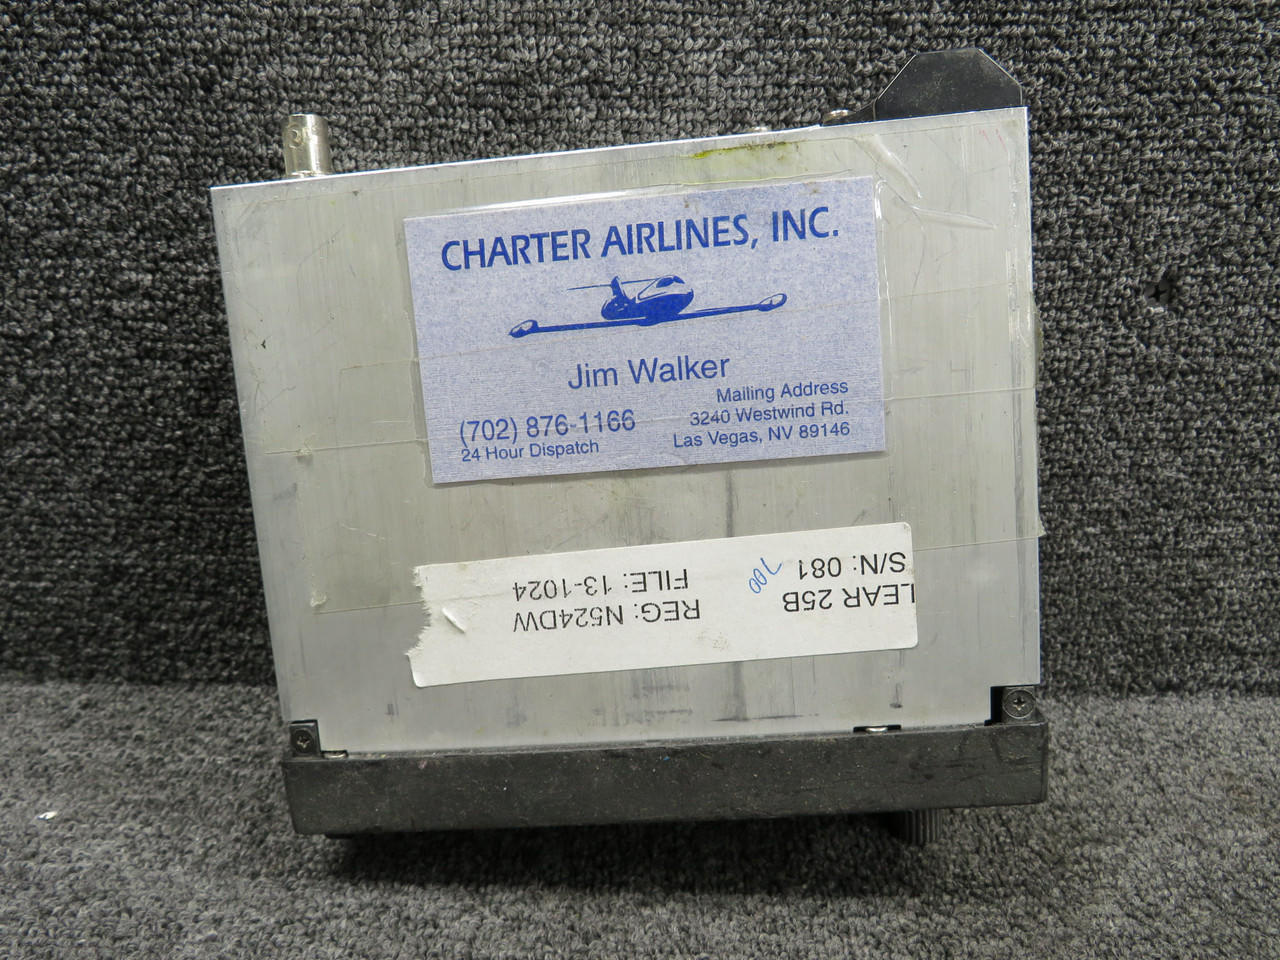 CHARTER AIRLINES, INC.
Jim Walker
(702) 876-1166
24 Hour Dispatch
Mailing Address
3240 Westwind Rd.
Las Vegas, NV 89146
LEAR 25B
S/N: 081
REG: N524DW
FILE: 13-1024